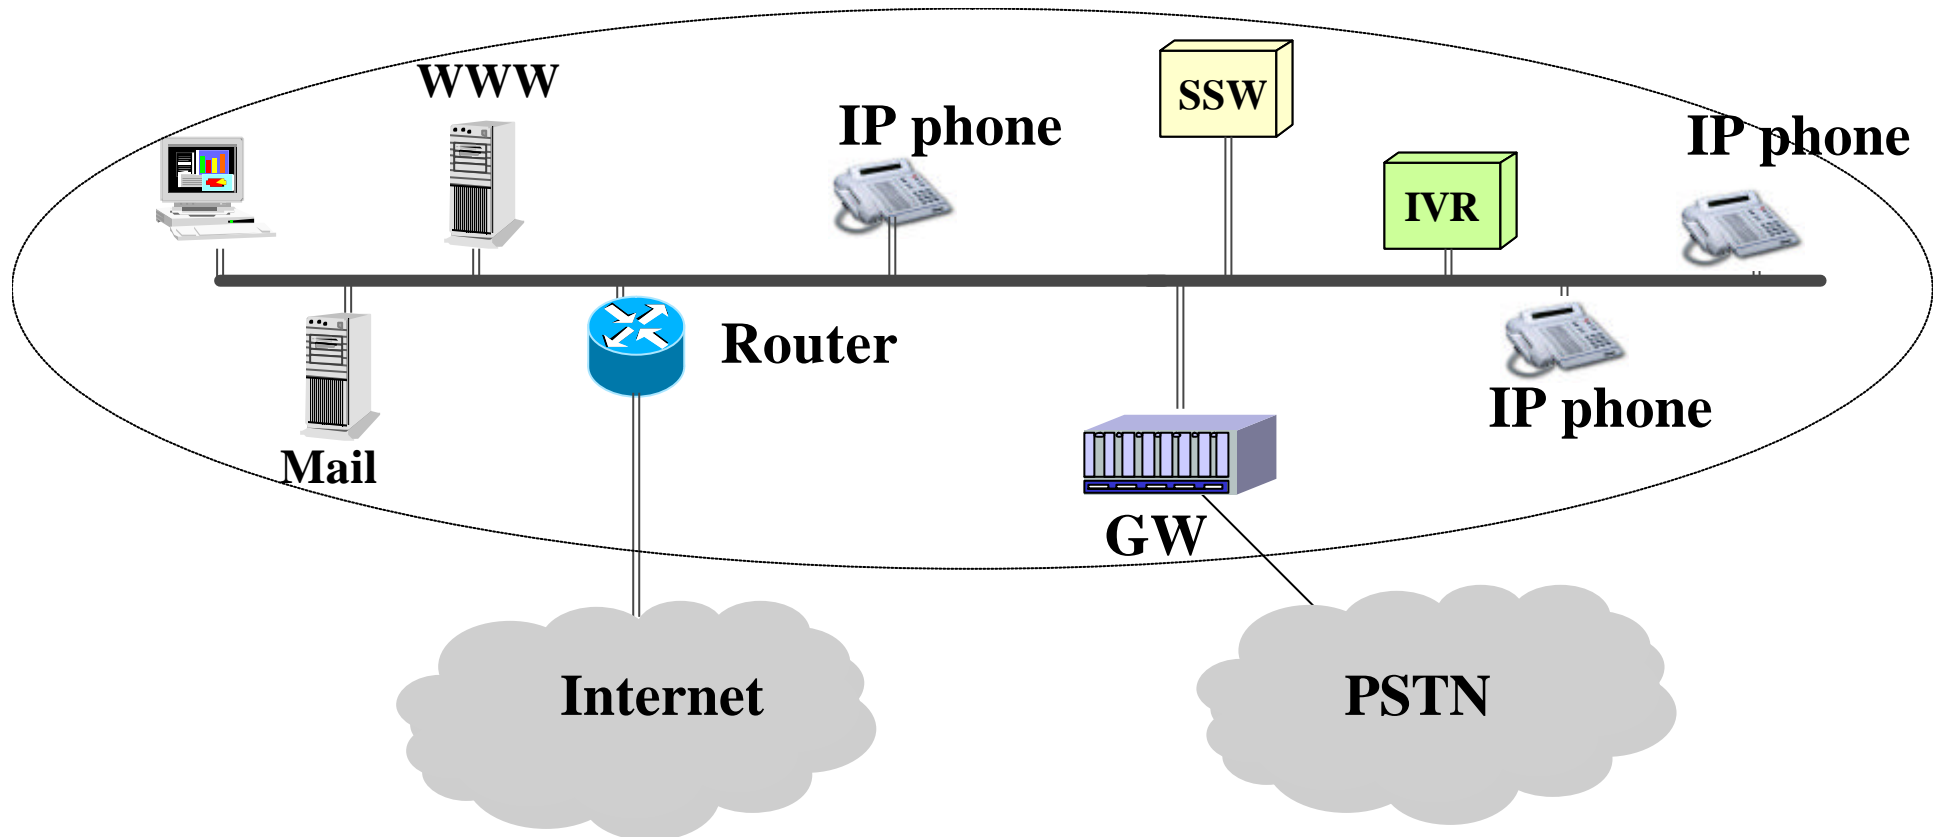 WWW
SSW
IP phone
IP phone
IVR
Router
IP phone
Mail
GW
Internet
PSTN